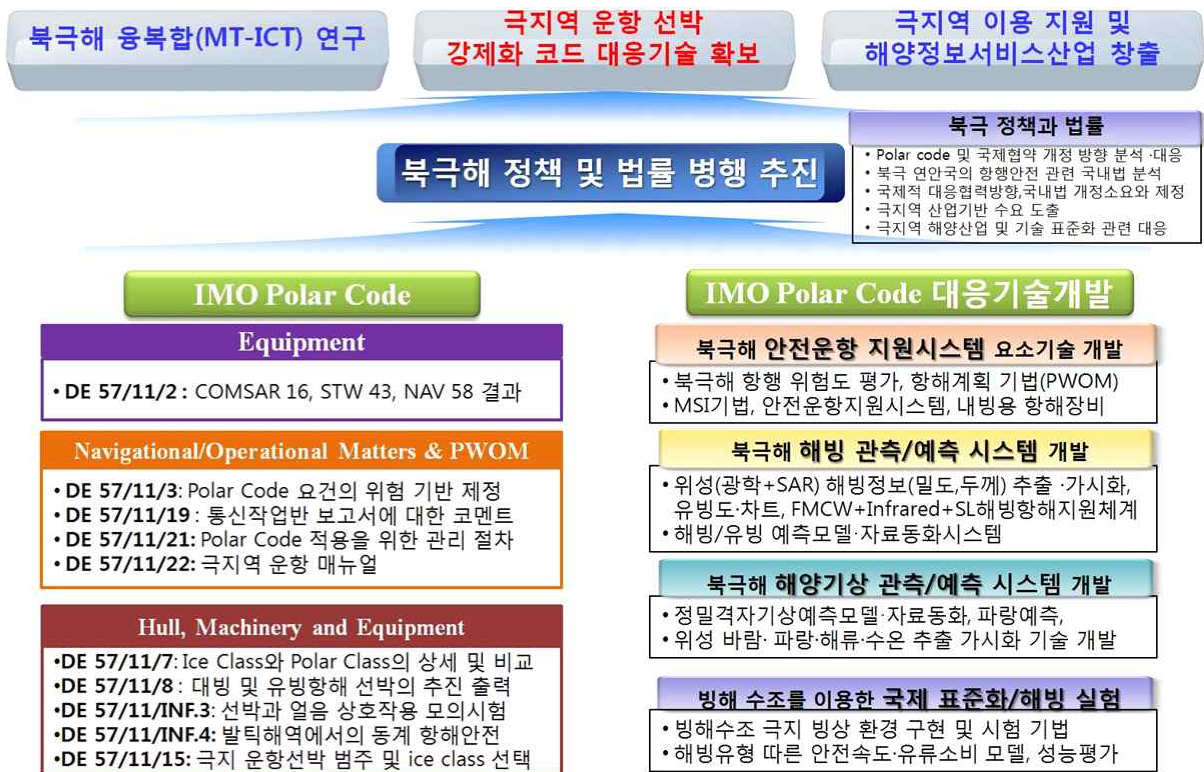 북극해 융복합(MT-ICT) 연구
극지역 운항 선박
강제화 코드 대응기술 확보
극지역 이용 지원 및
해양정보서비스산업 창출
북극해 정책 및 법률 병행 추진
북극 정책과 법률
• Polar code 및 국제협약 개정 방향 분석 ·대응
• 북극 연안국의 항행안전 관련 국내법 분석
• 국제적 대응협력방향,국내법 개정소요와 제정
• 극지역 산업기반 수요 도출
• 극지역 해양산업 및 기술 표준화 관련 대응
IMO Polar Code
Equipment
• DE 57/11/2 : COMSAR 16, STW 43, NAV 58 결과
Navigational/Operational Matters & PWOM
• DE 57/11/3: Polar Code 요건의 위험 기반 제정
• DE 57/11/19 : 통신작업반 보고서에 대한 코멘트
• DE 57/11/21: Polar Code 적용을 위한 관리 절차
• DE 57/11/22: 극지역 운항 매뉴얼
Hull, Machinery and Equipment
•DE 57/11/7: Ice Class와 Polar Class의 상세 및 비교
•DE 57/11/8 : 대빙 및 유빙항해 선박의 추진 출력
•DE 57/11/INF.3: 선박과 얼음 상호작용 모의시험
•DE 57/11/INF.4: 발틱해역에서의 동계 항해안전
•DE 57/11/15: 극지 운항선박 범주 및 ice class 선택
IMO Polar Code 대응기술개발
북극해 안전운항 지원시스템 요소기술 개발
• 북극해 항행 위험도 평가, 항해계획 기법(PWOM)
• MSI기법, 안전운항지원시스템, 내빙용 항해장비
북극해 해빙 관측/예측 시스템 개발
• 위성(광학+SAR) 해빙정보(밀도,두께) 추출 ·가시화,
유빙도·차트, FMCW+Infrared+SL해빙항해지원체계
• 해빙/유빙 예측모델·자료동화시스템
북극해 해양기상 관측/예측 시스템 개발
• 정밀격자기상예측모델·자료동화, 파랑예측,
• 위성 바람· 파랑·해류·수온 추출 가시화 기술 개발
빙해 수조를 이용한 국제 표준화/해빙 실험
• 빙해수조 극지 빙상 환경 구현 및 시험 기법
• 해빙유형 따른 안전속도·유류소비 모델, 성능평가